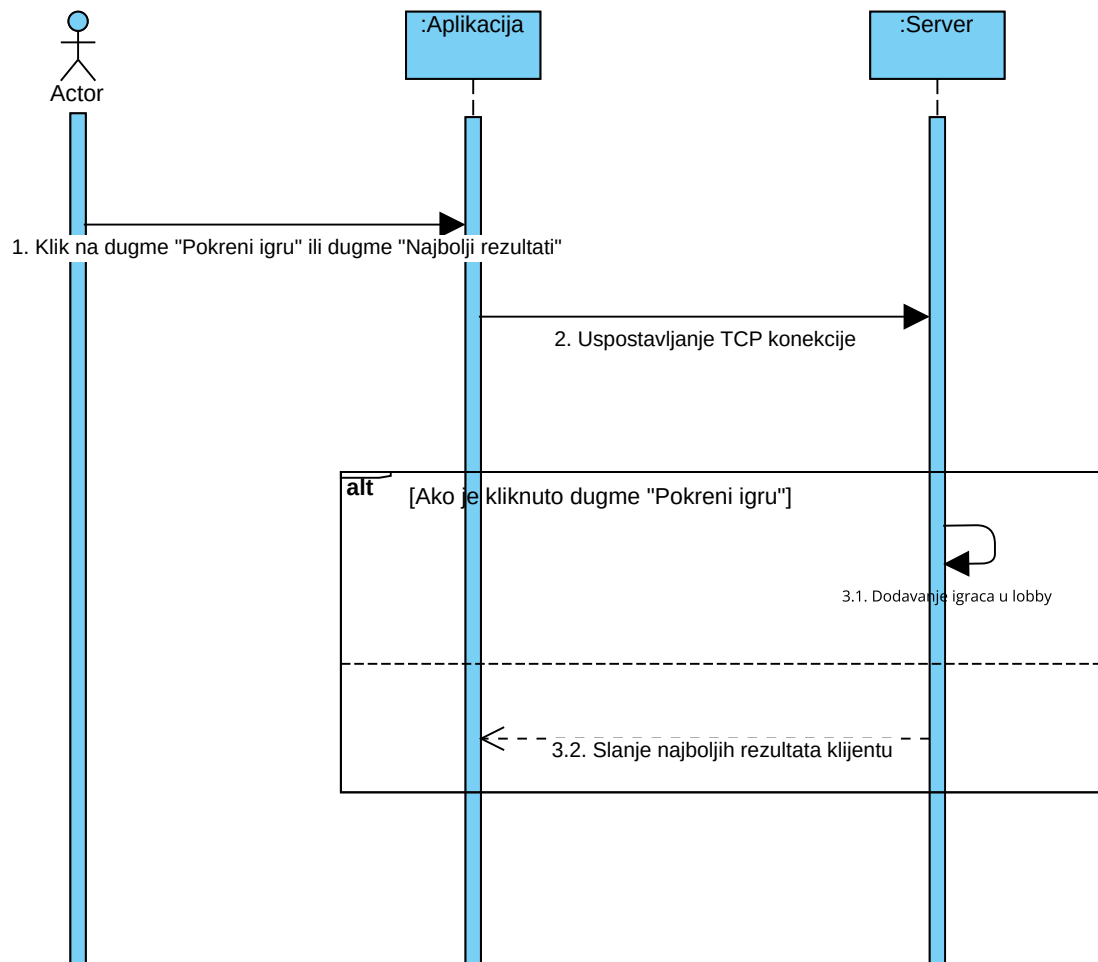 :Aplikacija
:Server
Actor
1. Klik na dugme "Pokreni igru" ili dugme "Najbolji rezultati"
2. Uspostavljanje TCP konekcije
alt
[Ako je kliknuto dugme "Pokreni igru"]
3.1. Dodavanje igraca u lobby
3.2. Slanje najboljih rezultata klijentu